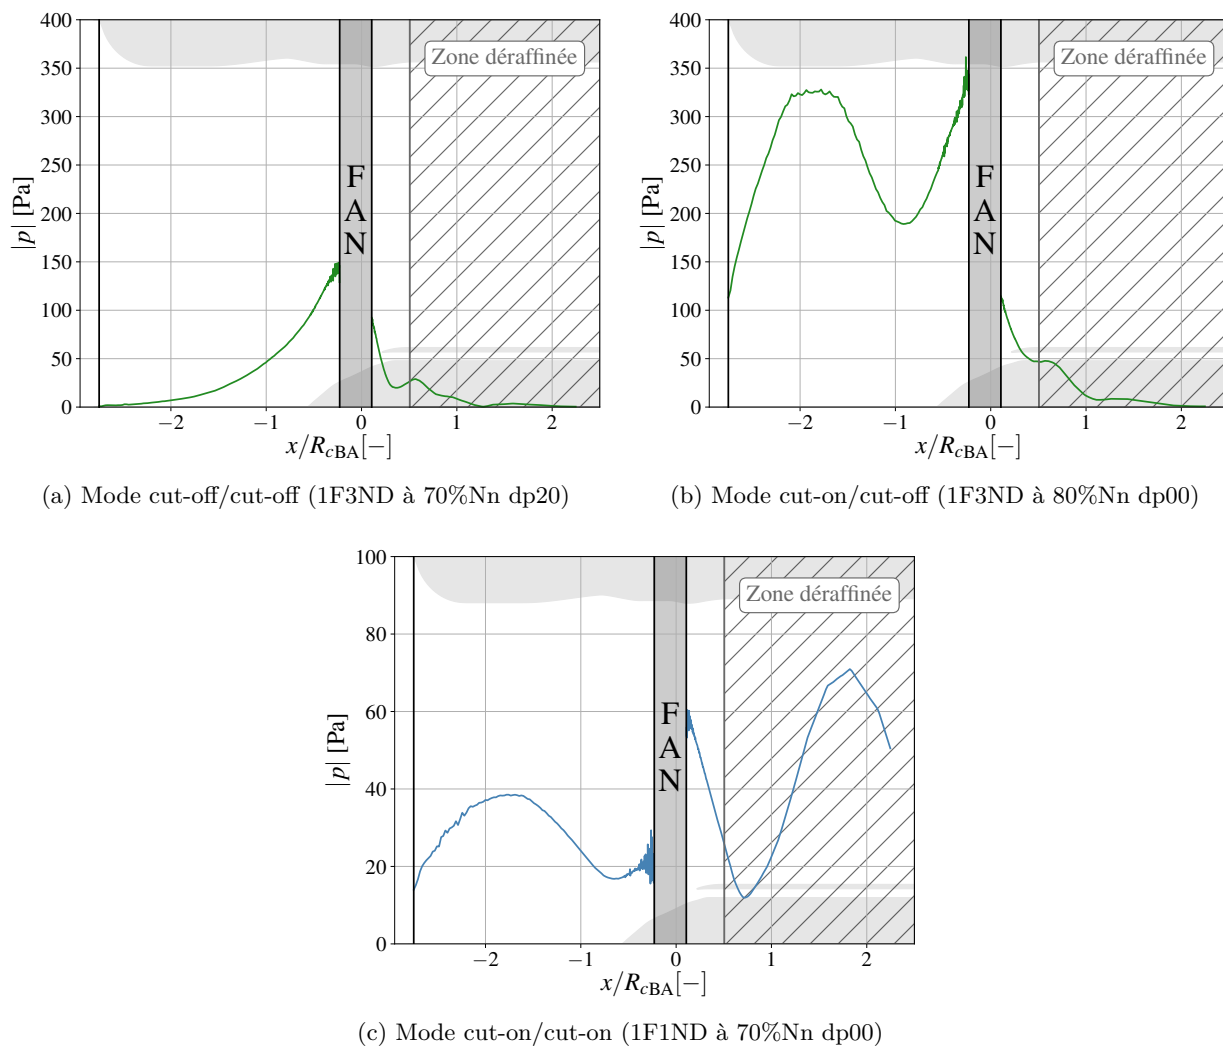 400
350
300
250
200
150
100
50
0
|p| [Pa]
Zone déraffinée
F
A
N
−2
−1
0
1
2
x/R_cBA[−]
(a) Mode cut-off/cut-off (1F3ND à 70%Nn dp20)
400
350
300
250
200
150
100
50
0
|p| [Pa]
Zone déraffinée
F
A
N
−2
−1
0
1
2
x/R_cBA[−]
(b) Mode cut-on/cut-off (1F3ND à 80%Nn dp00)
100
80
60
40
20
0
|p| [Pa]
Zone déraffinée
F
A
N
−2
−1
0
1
2
x/R_cBA[−]
(c) Mode cut-on/cut-on (1F1ND à 70%Nn dp00)